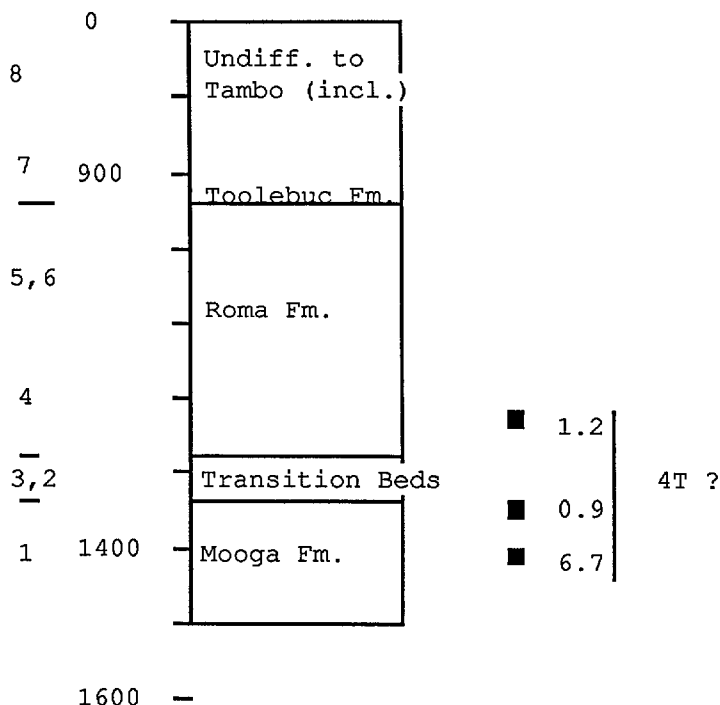 0
Undiff. to
8
Tambo (incl.)
7
900
Toolebuc Fm.
5,6
Roma Fm.
4
1.2
3,2
Transition Beds
4T ?
0.9
1
1400
Mooga Fm.
6.7
1600